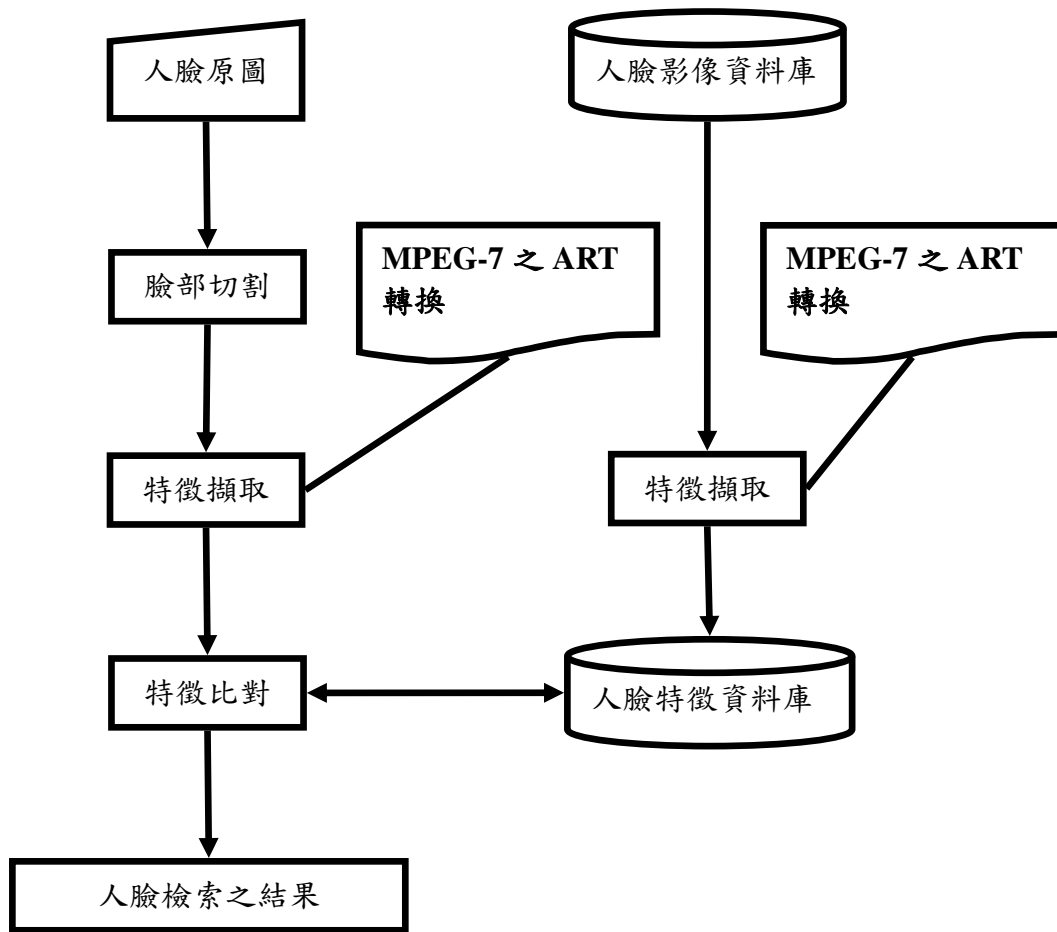 人臉原圖
人臉影像資料庫
MPEG-7 之 ART
轉換
MPEG-7 之 ART
轉換
臉部切割
特徵擷取
特徵擷取
特徵比對
人臉特徵資料庫
人臉檢索之結果